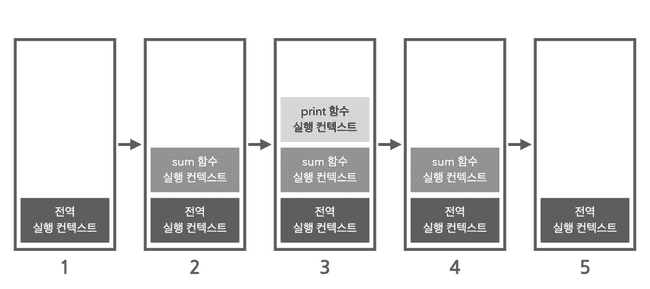 print 함수
실행 컨텍스트
sum 함수
실행 컨텍스트
sum 함수
실행 컨텍스트
sum 함수
실행 컨텍스트
전역
실행 컨텍스트
전역
실행 컨텍스트
전역
실행 컨텍스트
전역
실행 컨텍스트
전역
실행 컨텍스트
1
2
3
4
5